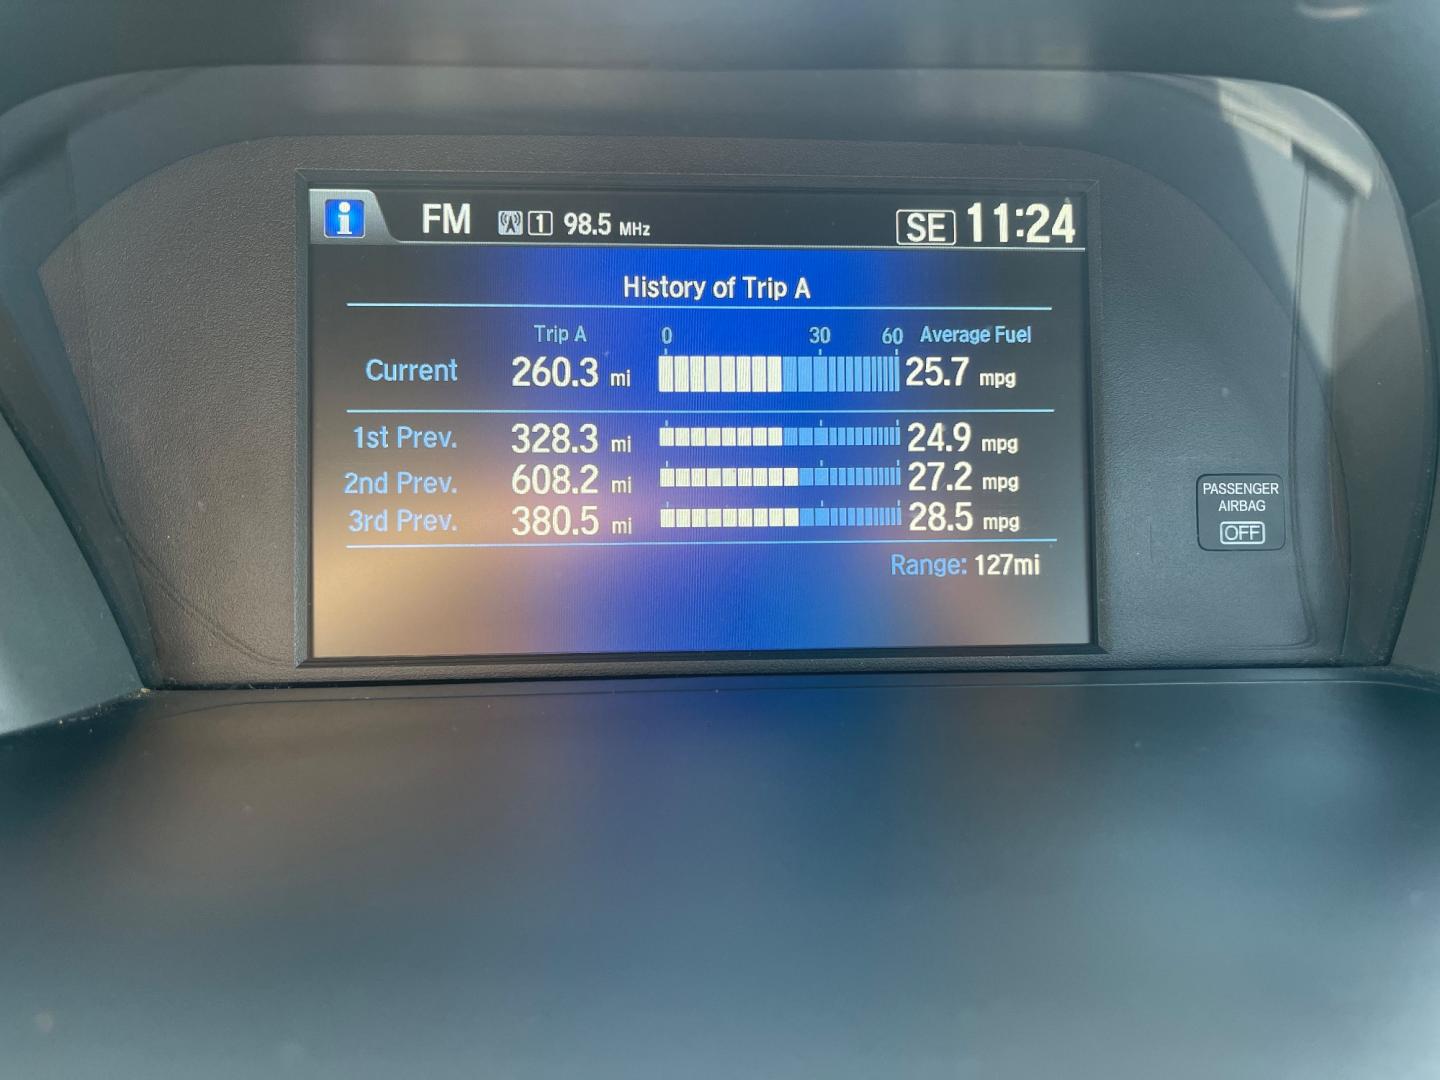 i FM 1 98.5 MHz SE 11:24
History of Trip A
Trip A 0 30 60 Average Fuel
Current 260.3 mi 25.7 mpg
1st Prev. 328.3 mi 24.9 mpg
2nd Prev. 608.2 mi 27.2 mpg
3rd Prev. 380.5 mi 28.5 mpg
Range: 127mi
PASSENGER
AIRBAG
OFF